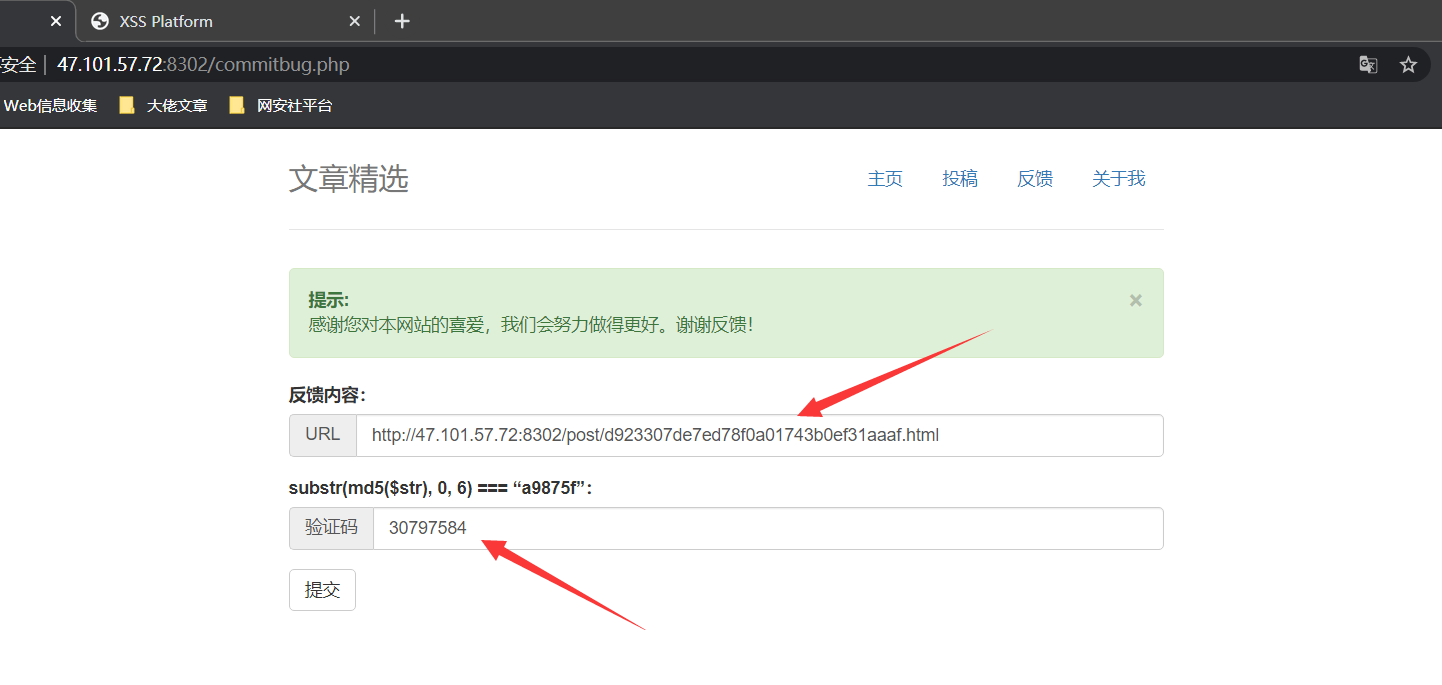 XSS Platform
安全 | 47.101.57.72:8302/commitbug.php
Web信息收集 大佬文章 网安社平台
文章精选 主页 投稿 反馈 关于我
提示: ×
感谢您对本网站的喜爱，我们会努力做得更好。谢谢反馈！
反馈内容：
URL http://47.101.57.72:8302/post/d923307de7ed78f0a01743b0ef31aaaf.html
substr(md5($str), 0, 6) === “a9875f”：
验证码 30797584
提交